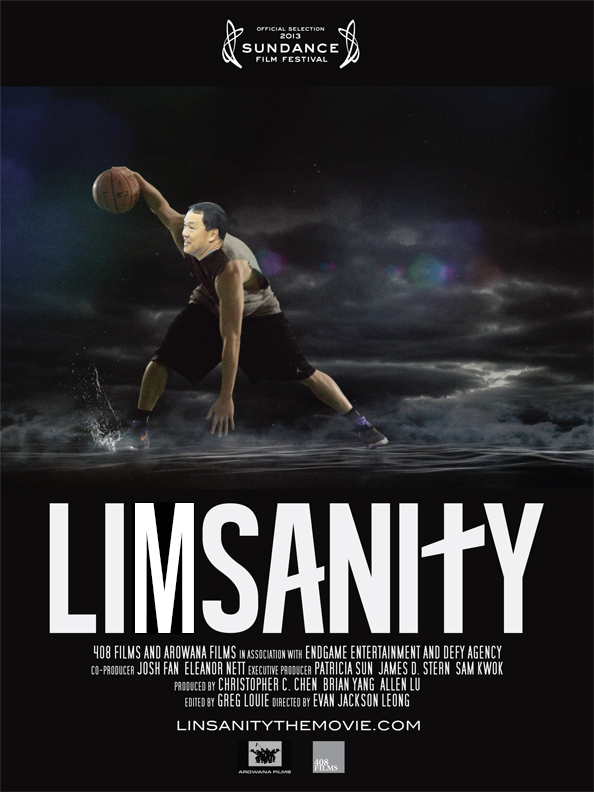 OFFICIAL SELECTION
2013
SUNDANCE
FILM FESTIVAL
LIMSANITY
408 FILMS AND AROWANA FILMS IN ASSOCIATION WITH ENDGAME ENTERTAINMENT AND DEFY AGENCY
CO-PRODUCER JOSH FAN ELEANOR NETT EXECUTIVE PRODUCER PATRICIA SUN JAMES D. STERN SAM KWOK
PRODUCED BY CHRISTOPHER C. CHEN BRIAN YANG ALLEN LU
EDITED BY GREG LOUIE DIRECTED BY EVAN JACKSON LEONG
LINSANITYTHEMOVIE.COM
AROWANA FILMS
408
FILMS